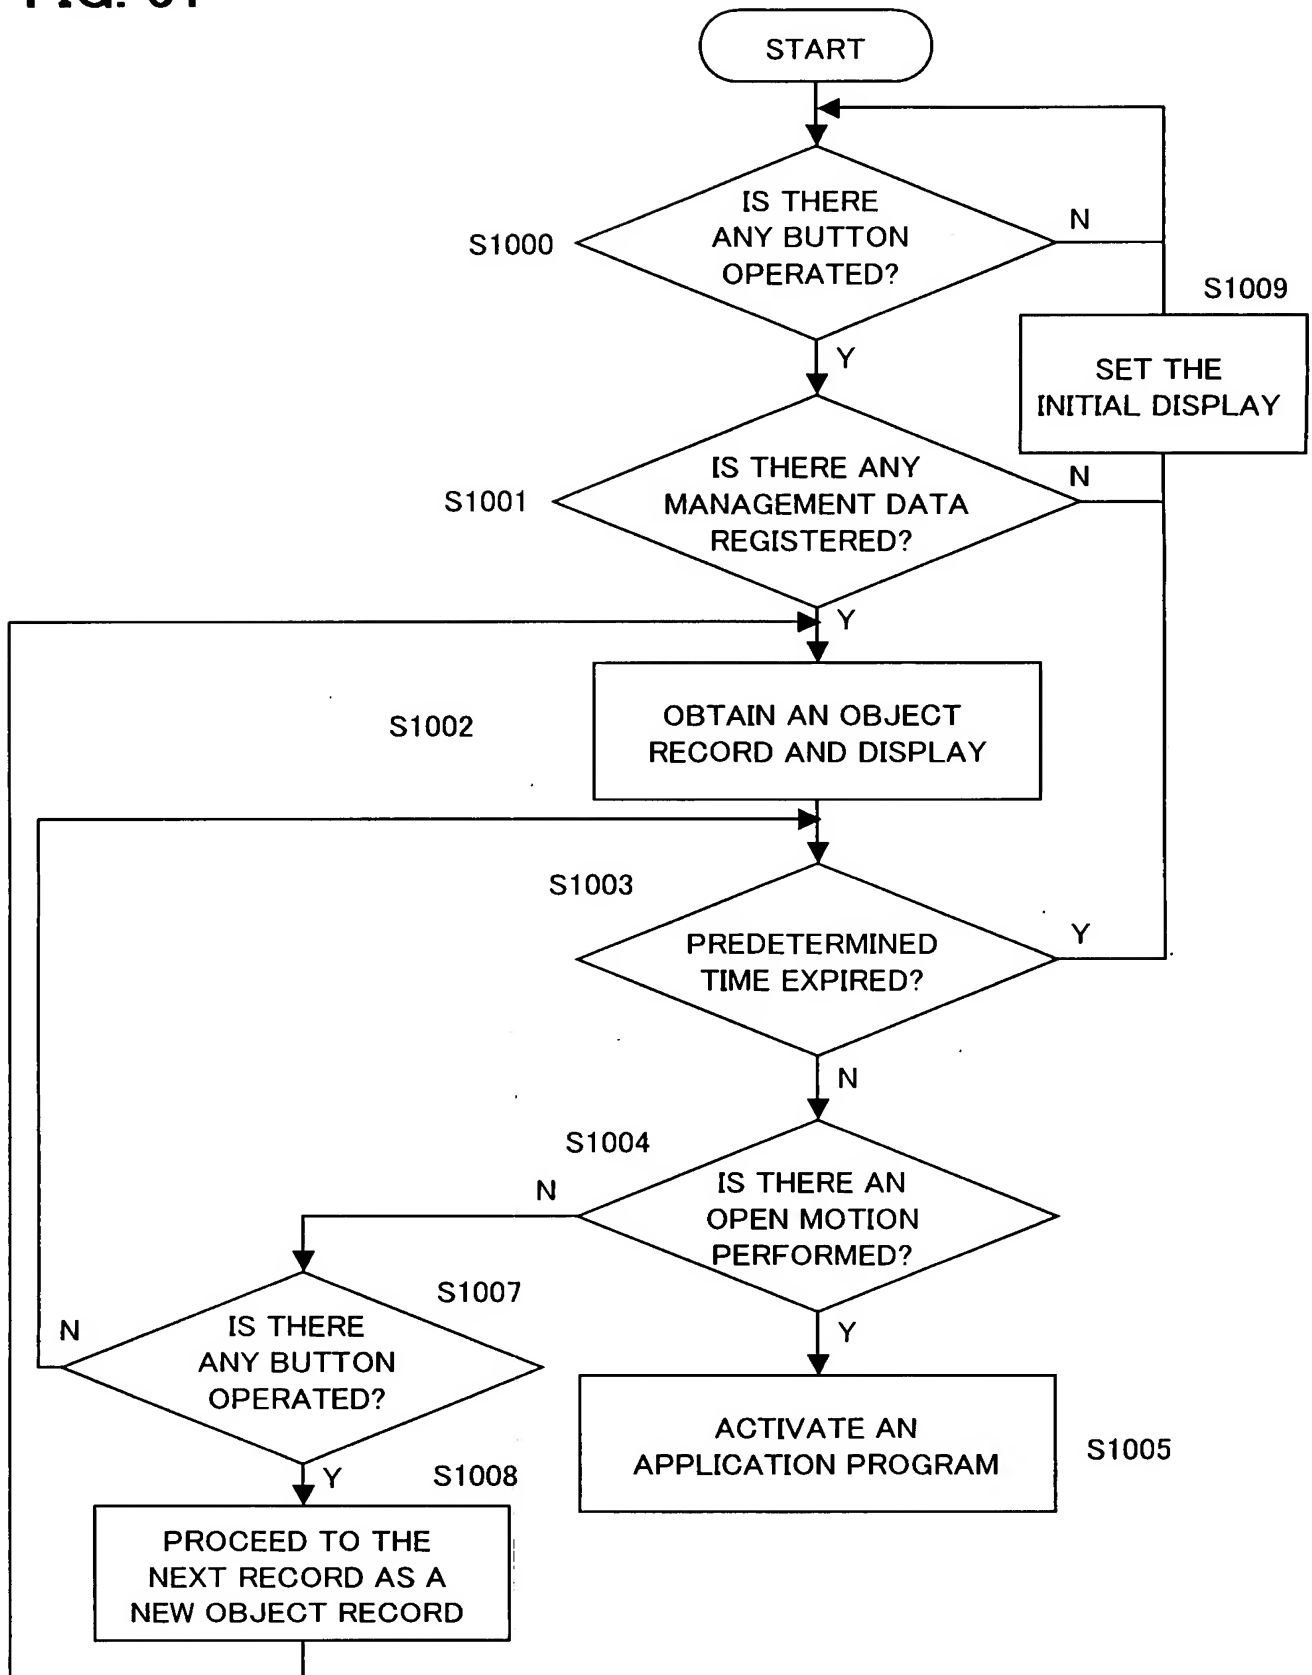 START
IS THERE
ANY BUTTON
OPERATED?
N
S1000
S1009
Y
SET THE
INITIAL DISPLAY
IS THERE ANY
MANAGEMENT DATA
REGISTERED?
N
S1001
Y
OBTAIN AN OBJECT
RECORD AND DISPLAY
S1002
S1003
PREDETERMINED
TIME EXPIRED?
Y
N
S1004
IS THERE AN
OPEN MOTION
PERFORMED?
N
S1007
Y
IS THERE
ANY BUTTON
OPERATED?
N
ACTIVATE AN
APPLICATION PROGRAM
S1005
Y
S1008
PROCEED TO THE
NEXT RECORD AS A
NEW OBJECT RECORD